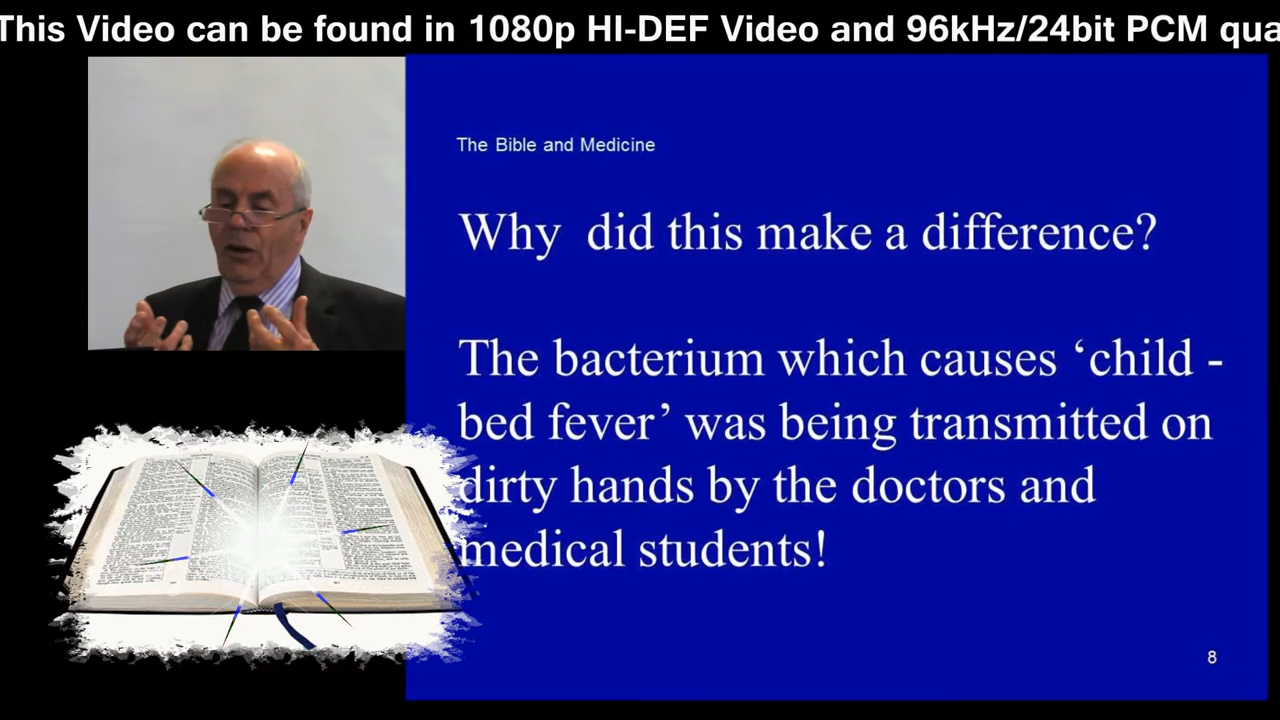 This Video can be found in 1080p HI-DEF Video and 96kHz/24bit PCM qua
The Bible and Medicine
Why did this make a difference?
The bacterium which causes ‘child -
bed fever’ was being transmitted on
dirty hands by the doctors and
medical students!
8